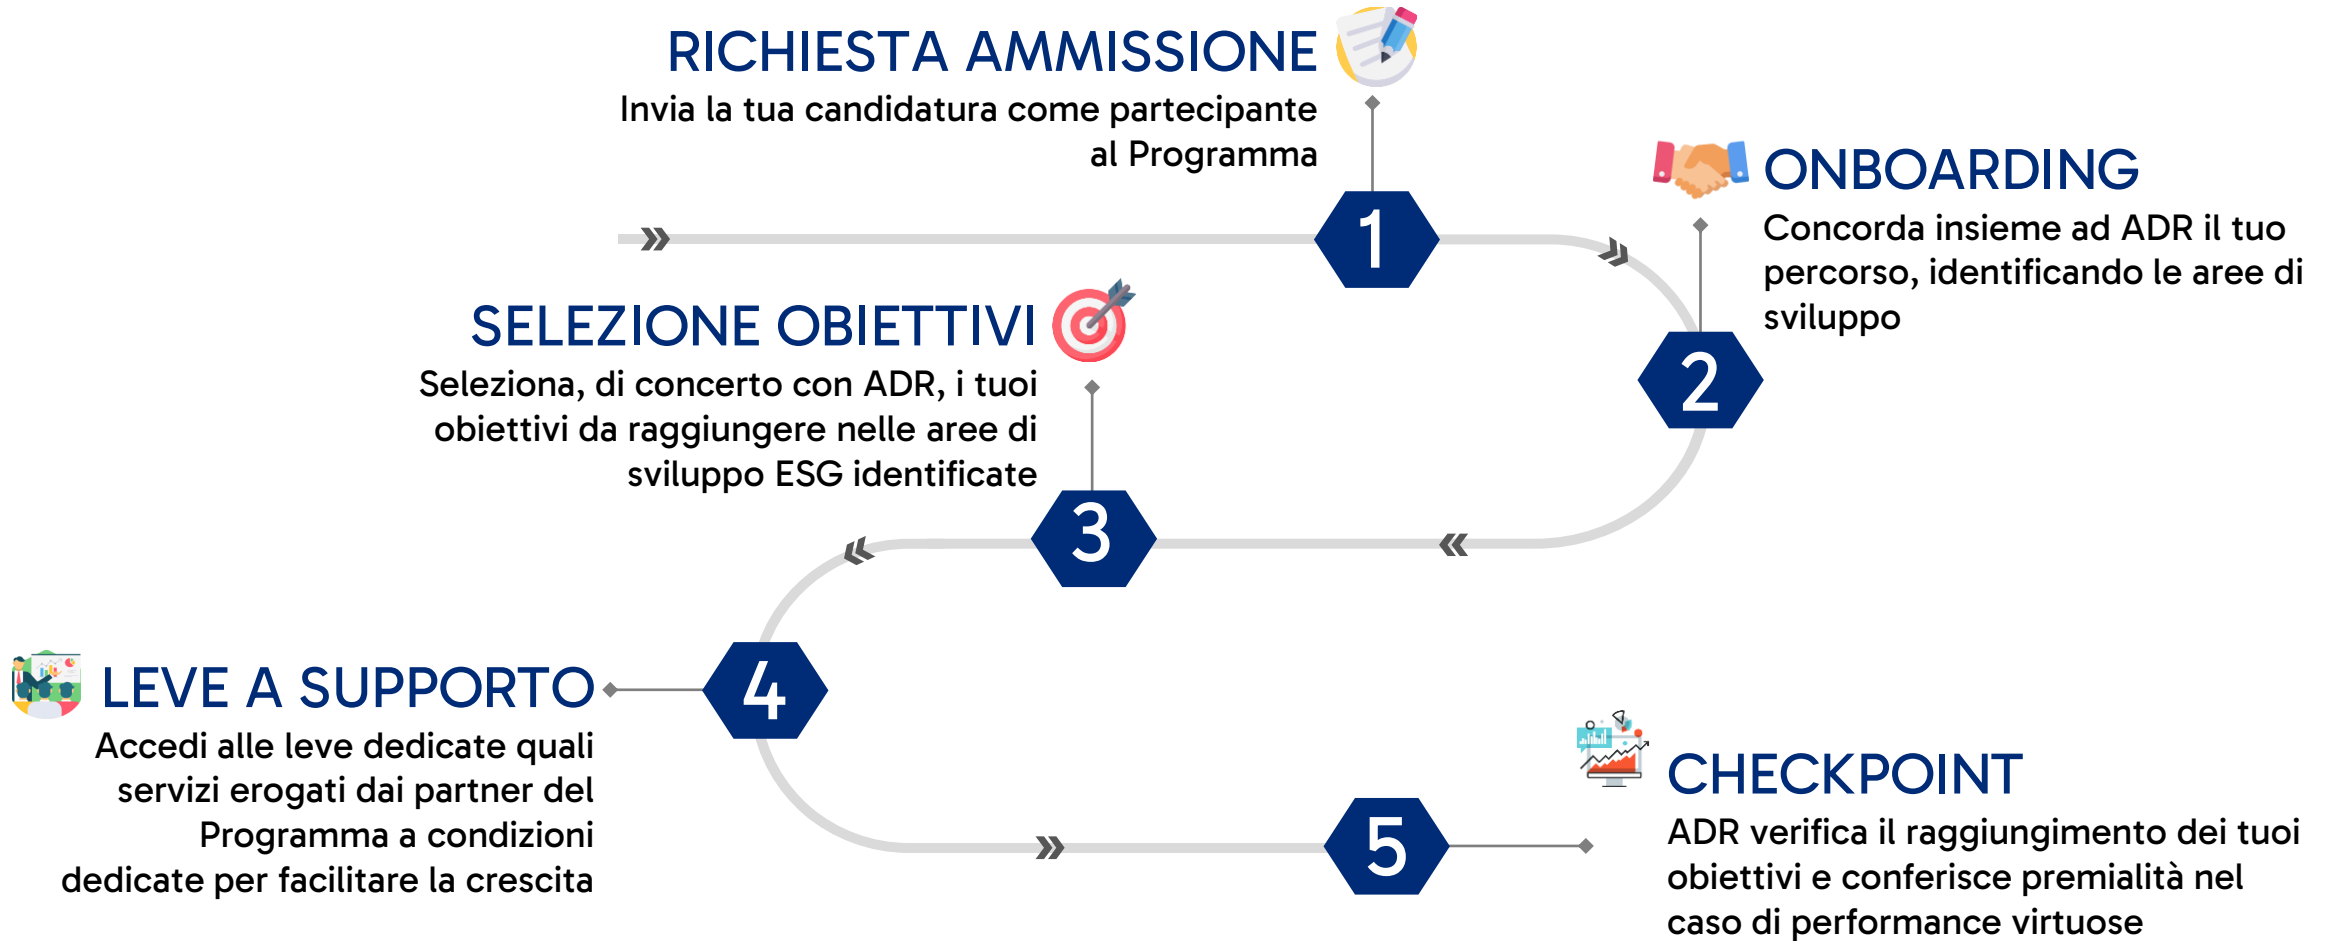 RICHIESTA AMMISSIONE
Invia la tua candidatura come partecipante
al Programma
1
ONBOARDING
Concorda insieme ad ADR il tuo
percorso, identificando le aree di
sviluppo
2
SELEZIONE OBIETTIVI
Seleziona, di concerto con ADR, i tuoi
obiettivi da raggiungere nelle aree di
sviluppo ESG identificate
3
LEVE A SUPPORTO
Accedi alle leve dedicate quali
servizi erogati dai partner del
Programma a condizioni
dedicate per facilitare la crescita
4
CHECKPOINT
ADR verifica il raggiungimento dei tuoi
obiettivi e conferisce premialità nel
caso di performance virtuose
5